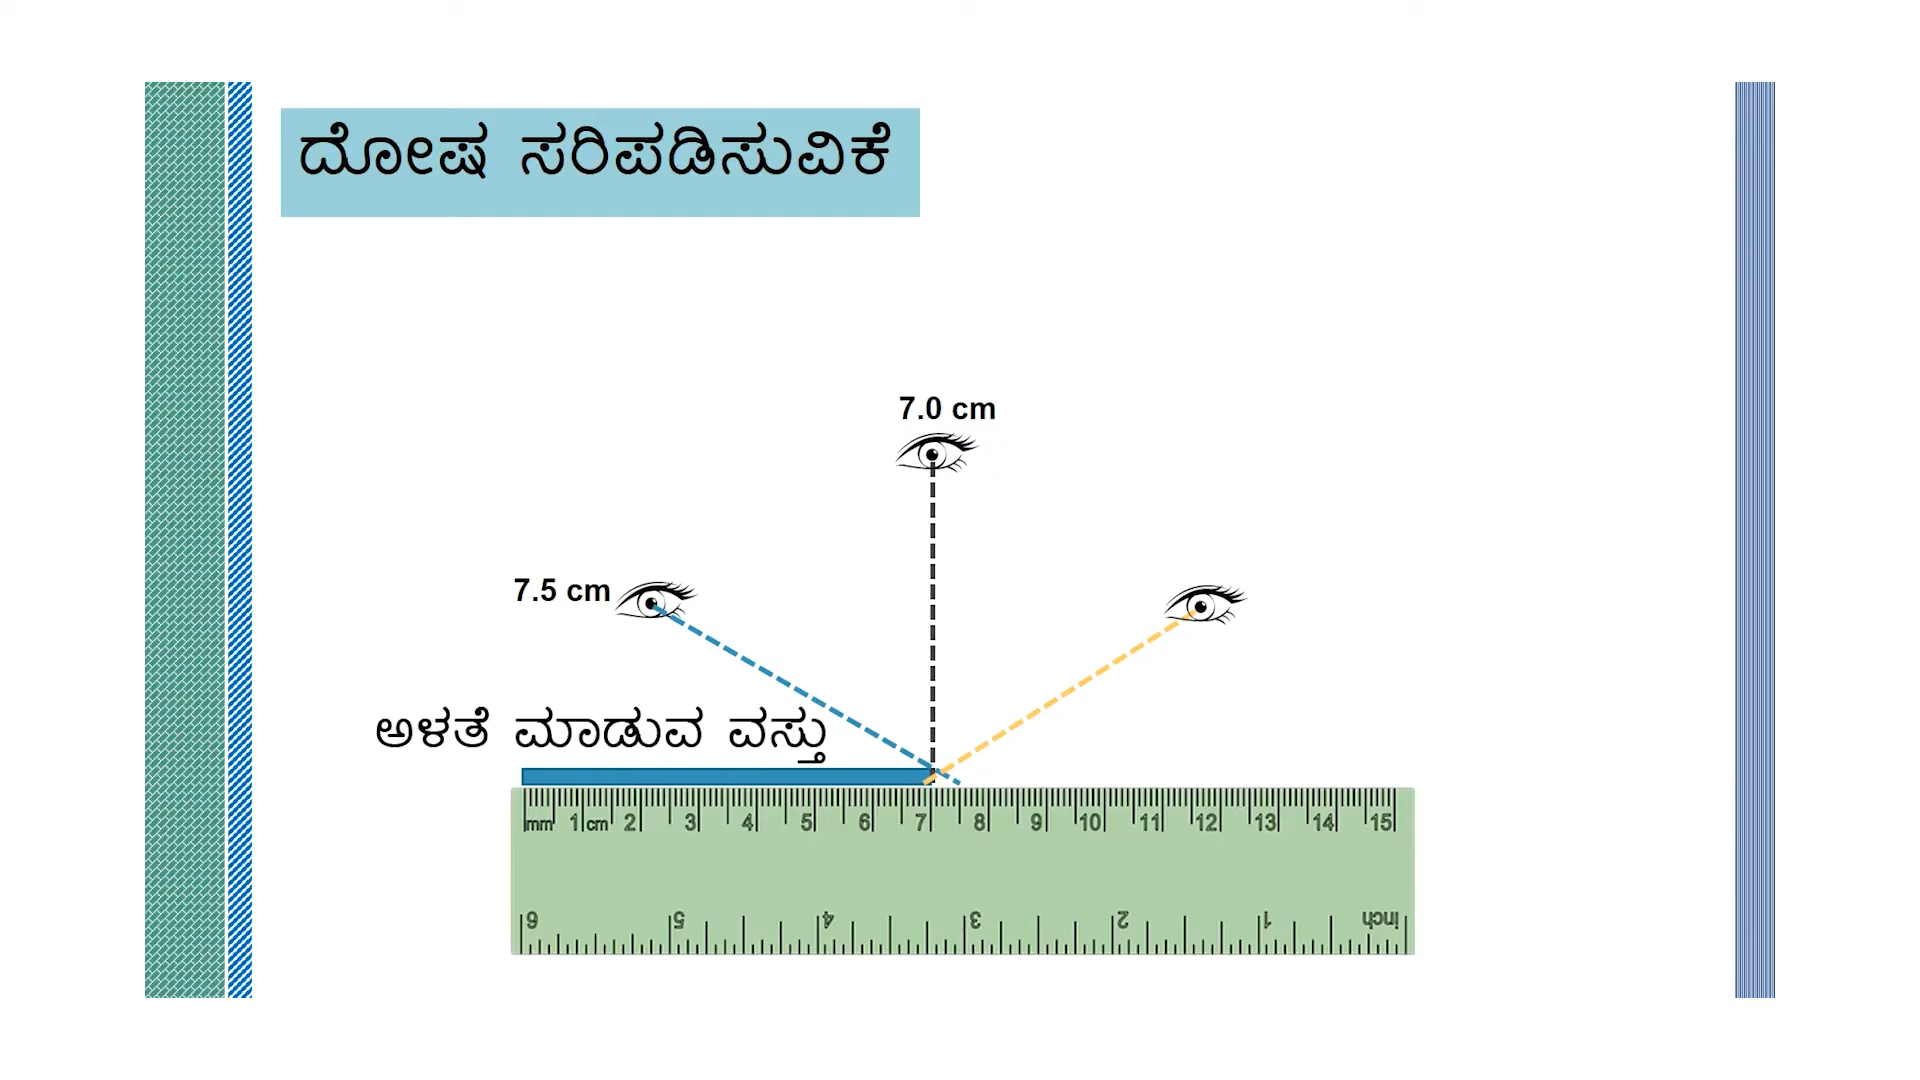 ದೋಷ ಸರಿಪಡಿಸುವಿಕೆ
7.0 cm
7.5 cm
ಅಳತೆ ಮಾಡುವ ವಸ್ತು
mm 1 cm 2 3 4 5 6 7 8 9 10 11 12 13 14 15
6 5 4 3 2 1 inch